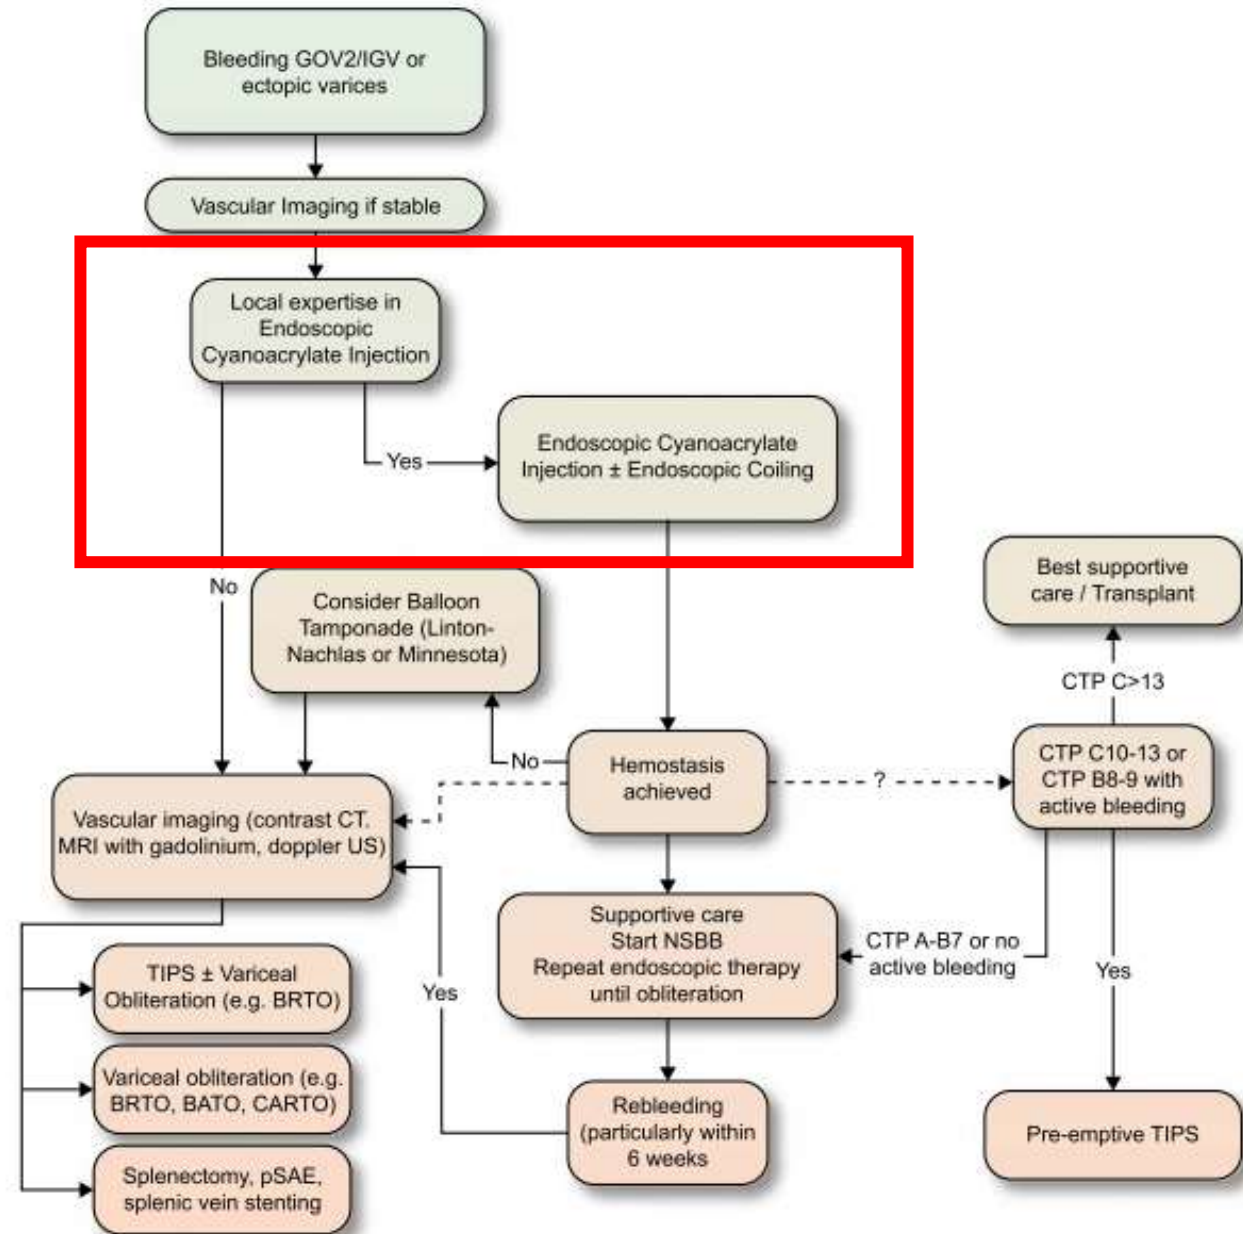 Bleeding GOV2/IGV or
ectopic varices
Vascular Imaging if stable
Local expertise in
Endoscopic
Cyanoacrylate Injection
Yes
Endoscopic Cyanoacrylate
Injection ± Endoscopic Coiling
No
Consider Balloon
Tamponade (Linton-
Nachlas or Minnesota)
Best supportive
care / Transplant
CTP C>13
No
Hemostasis
achieved
?
CTP C10-13 or
CTP B8-9 with
active bleeding
Vascular imaging (contrast CT.
MRI with gadolinium, doppler US)
Supportive care
Start NSBB
Repeat endoscopic therapy
until obliteration
CTP A-B7 or no
active bleeding
Yes
Yes
TIPS ± Variceal
Obliteration (e.g. BRTO)
Variceal obliteration (e.g.
BRTO, BATO, CARTO)
Rebleeding
(particularly within
6 weeks
Pre-emptive TIPS
Splenectomy, pSAE,
splenic vein stenting